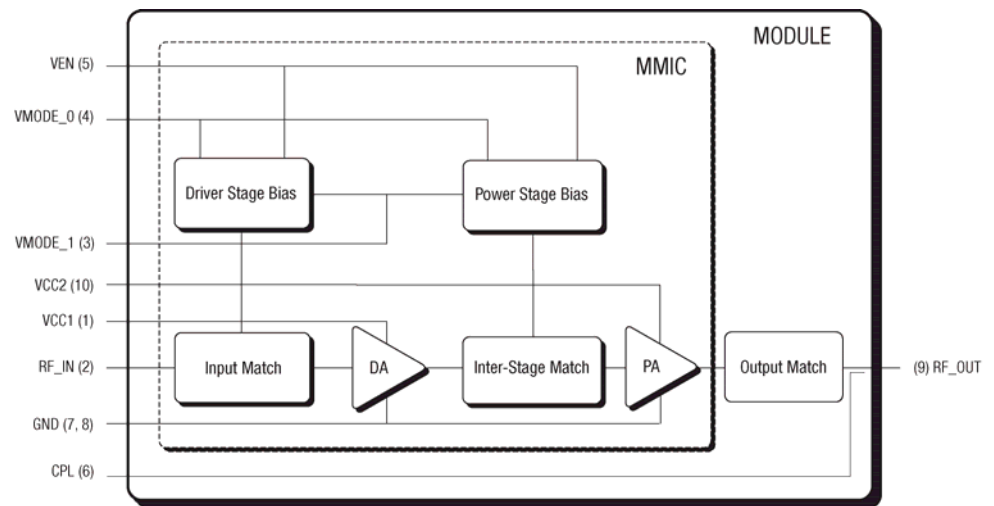 MODULE
MMIC
VEN (5)
VMODE_0 (4)
Driver Stage Bias
Power Stage Bias
VMODE_1 (3)
VCC2 (10)
VCC1 (1)
RF_IN (2)
Input Match
DA
Inter-Stage Match
PA
Output Match
(9) RF_OUT
GND (7, 8)
CPL (6)